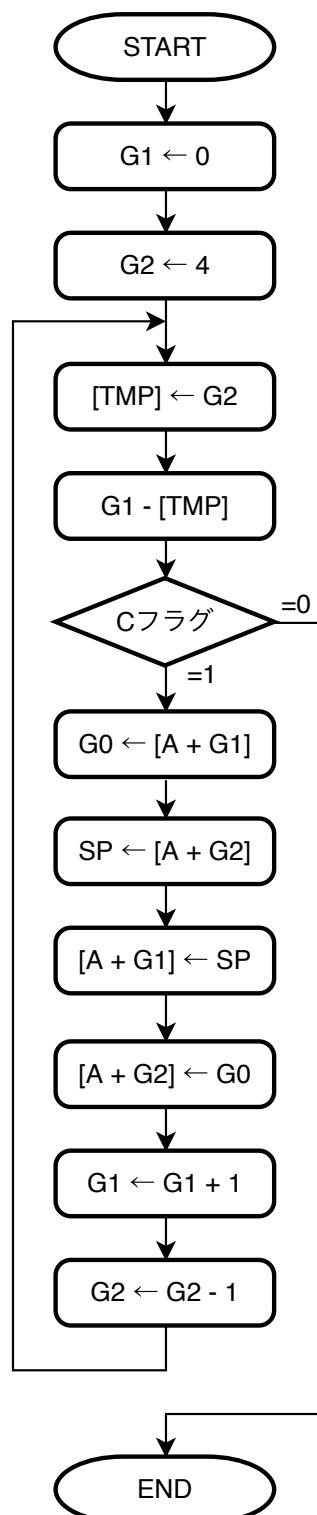 START
G1 ← 0
G2 ← 4
[TMP] ← G2
G1 - [TMP]
Cフラグ
=0
=1
G0 ← [A + G1]
SP ← [A + G2]
[A + G1] ← SP
[A + G2] ← G0
G1 ← G1 + 1
G2 ← G2 - 1
END